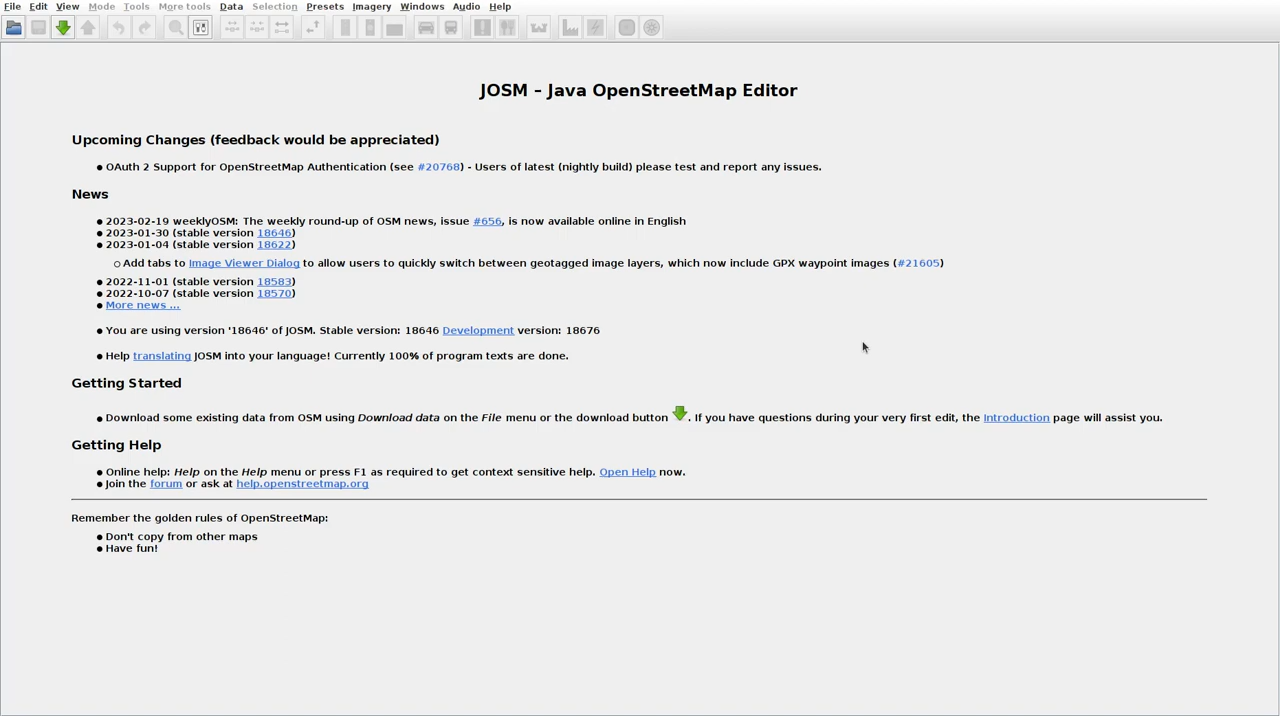 File Edit View Mode Tools More tools Data Selection Presets Imagery Windows Audio Help
JOSM – Java OpenStreetMap Editor
Upcoming Changes (feedback would be appreciated)
● OAuth 2 Support for OpenStreetMap Authentication (see #20768) - Users of latest (nightly build) please test and report any issues.
News
● 2023-02-19 weeklyOSM: The weekly round-up of OSM news, issue #656, is now available online in English
● 2023-01-30 (stable version 18646)
● 2023-01-04 (stable version 18622)
○ Add tabs to Image Viewer Dialog to allow users to quickly switch between geotagged image layers, which now include GPX waypoint images (#21605)
● 2022-11-01 (stable version 18583)
● 2022-10-07 (stable version 18570)
● More news ...
● You are using version '18646' of JOSM. Stable version: 18646 Development version: 18676
● Help translating JOSM into your language! Currently 100% of program texts are done.
Getting Started
● Download some existing data from OSM using Download data on the File menu or the download button . If you have questions during your very first edit, the Introduction page will assist you.
Getting Help
● Online help: Help on the Help menu or press F1 as required to get context sensitive help. Open Help now.
● Join the forum or ask at help.openstreetmap.org
Remember the golden rules of OpenStreetMap:
● Don't copy from other maps
● Have fun!